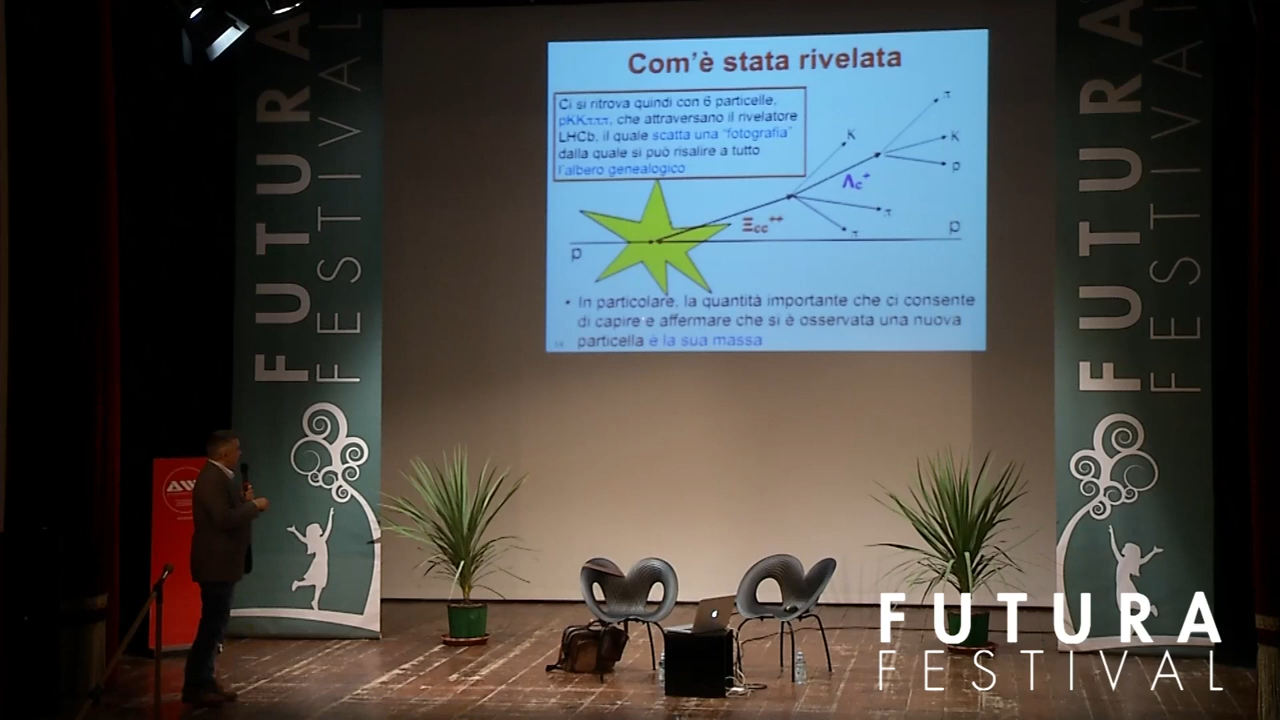 FUTURA
FESTIVAL
Com'è stata rivelata
Ci si ritrova quindi con 6 particelle,
pKKπππ, che attraversano il rivelatore
LHCb, il quale scatta una "fotografia"
dalla quale si può risalire a tutto
l'albero genealogico
π
K
K
p
Λc+
π
Ξcc++
π
p
p
• In particolare, la quantità importante che ci consente
di capire e affermare che si è osservata una nuova
particella è la sua massa
FUTURA
FESTIVAL
FUTURA
FESTIVAL